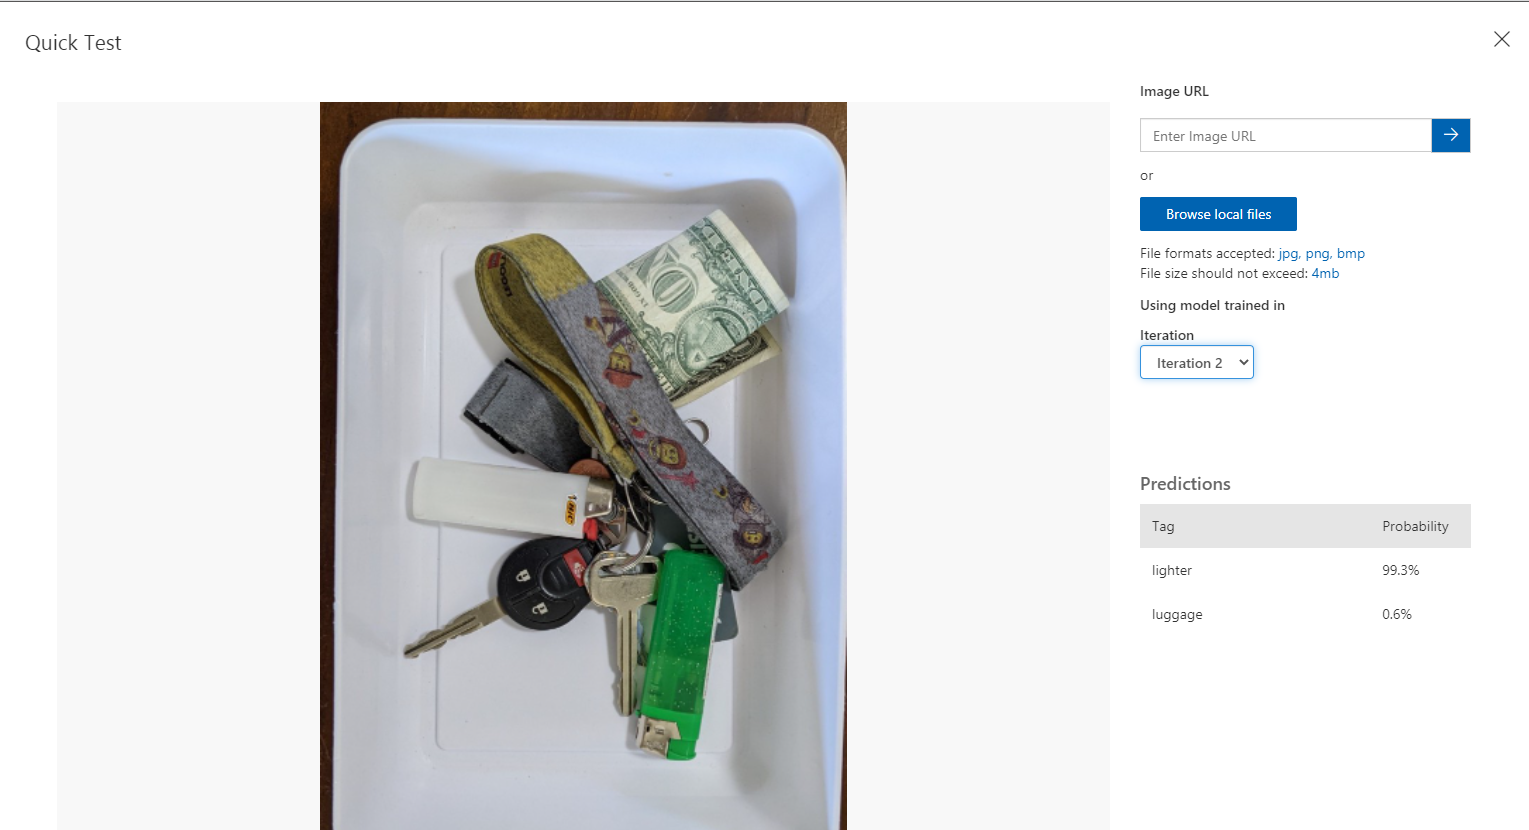 Quick Test
Image URL
Enter Image URL
or
Browse local files
File formats accepted: jpg, png, bmp
File size should not exceed: 4mb
Using model trained in
Iteration
Iteration 2
Predictions
Tag Probability
lighter 99.3%
luggage 0.6%
BIC